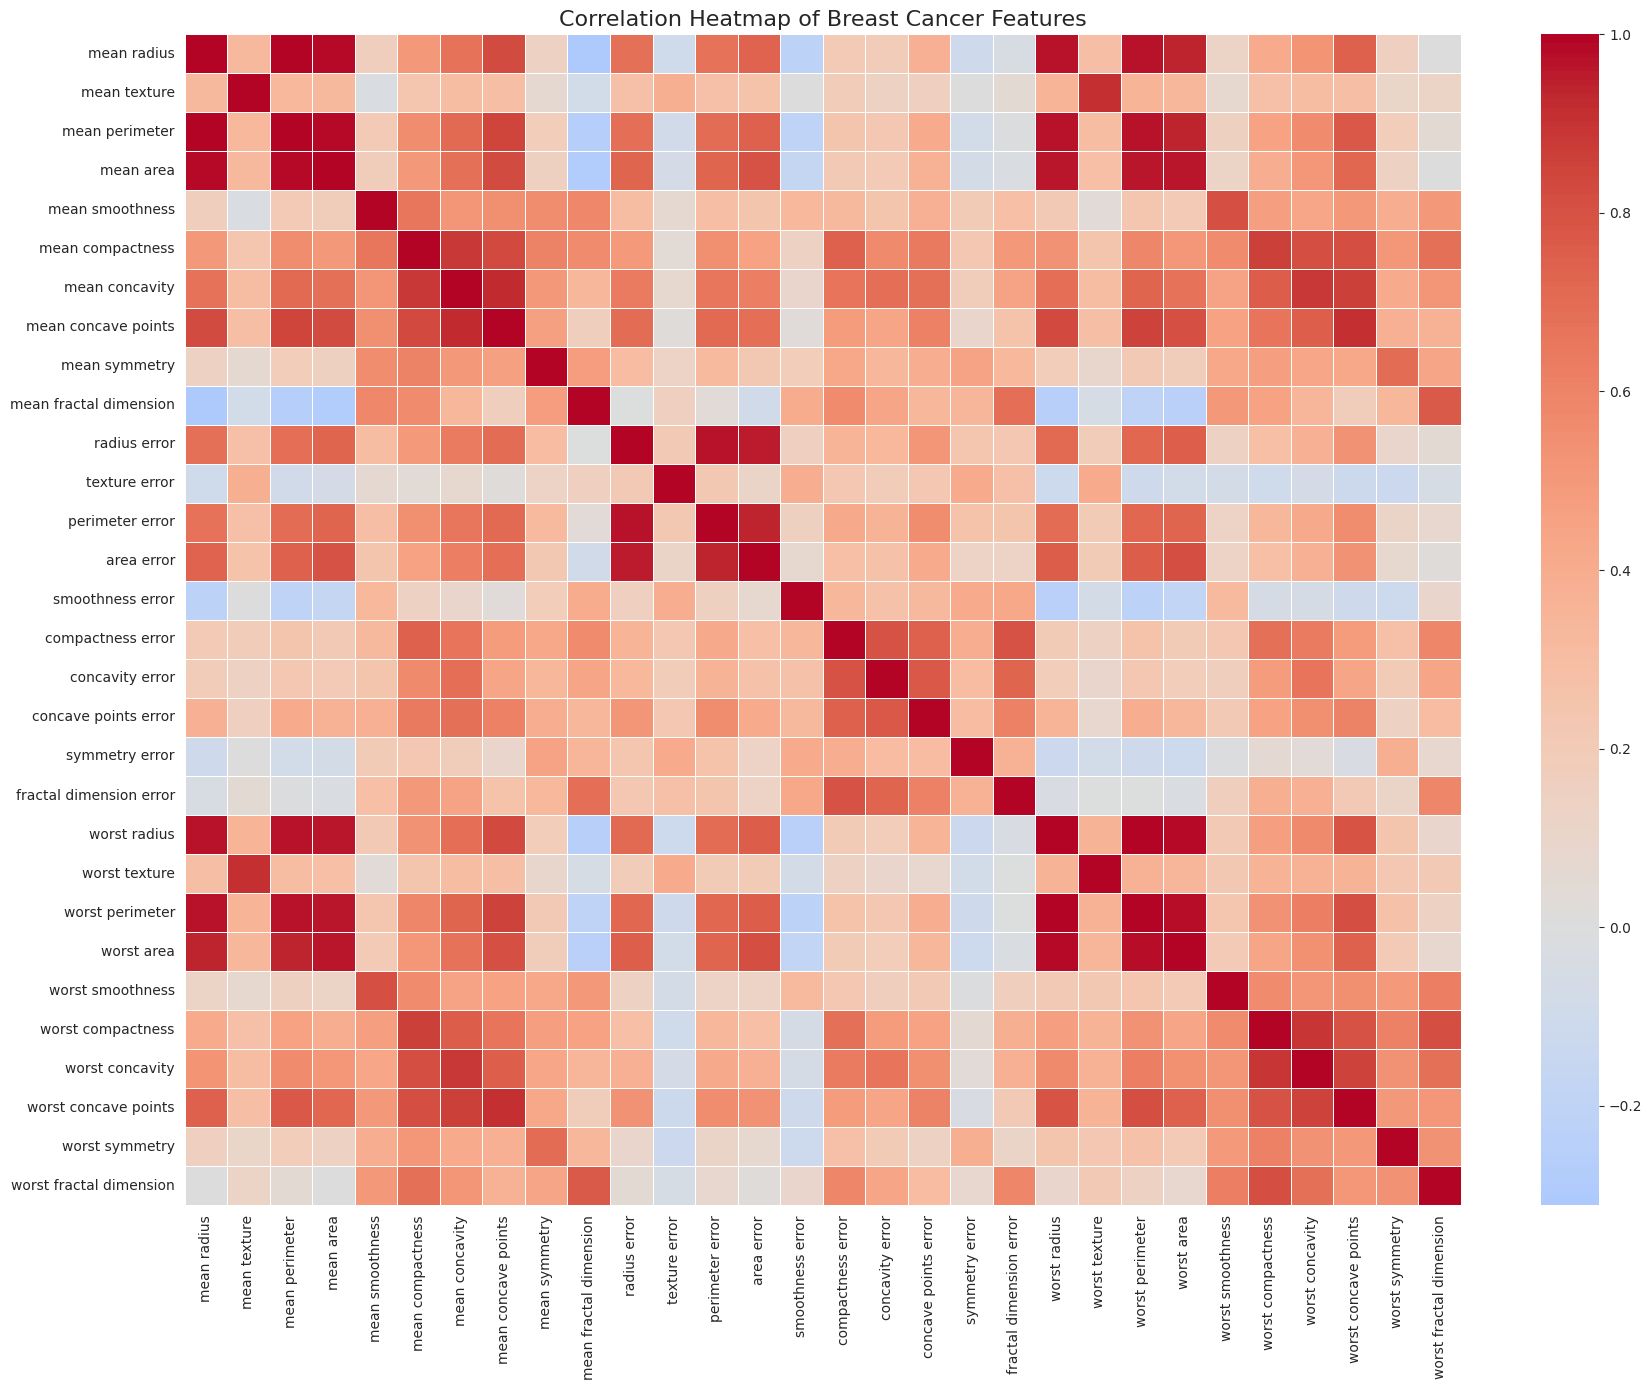 Correlation Heatmap of Breast Cancer Features
mean radius
mean texture
mean perimeter
mean area
mean smoothness
mean compactness
mean concavity
mean concave points
mean symmetry
mean fractal dimension
radius error
texture error
perimeter error
area error
smoothness error
compactness error
concavity error
concave points error
symmetry error
fractal dimension error
worst radius
worst texture
worst perimeter
worst area
worst smoothness
worst compactness
worst concavity
worst concave points
worst symmetry
worst fractal dimension
mean radius
mean texture
mean perimeter
mean area
mean smoothness
mean compactness
mean concavity
mean concave points
mean symmetry
mean fractal dimension
radius error
texture error
perimeter error
area error
smoothness error
compactness error
concavity error
concave points error
symmetry error
fractal dimension error
worst radius
worst texture
worst perimeter
worst area
worst smoothness
worst compactness
worst concavity
worst concave points
worst symmetry
worst fractal dimension
1.0
0.8
0.6
0.4
0.2
0.0
−0.2